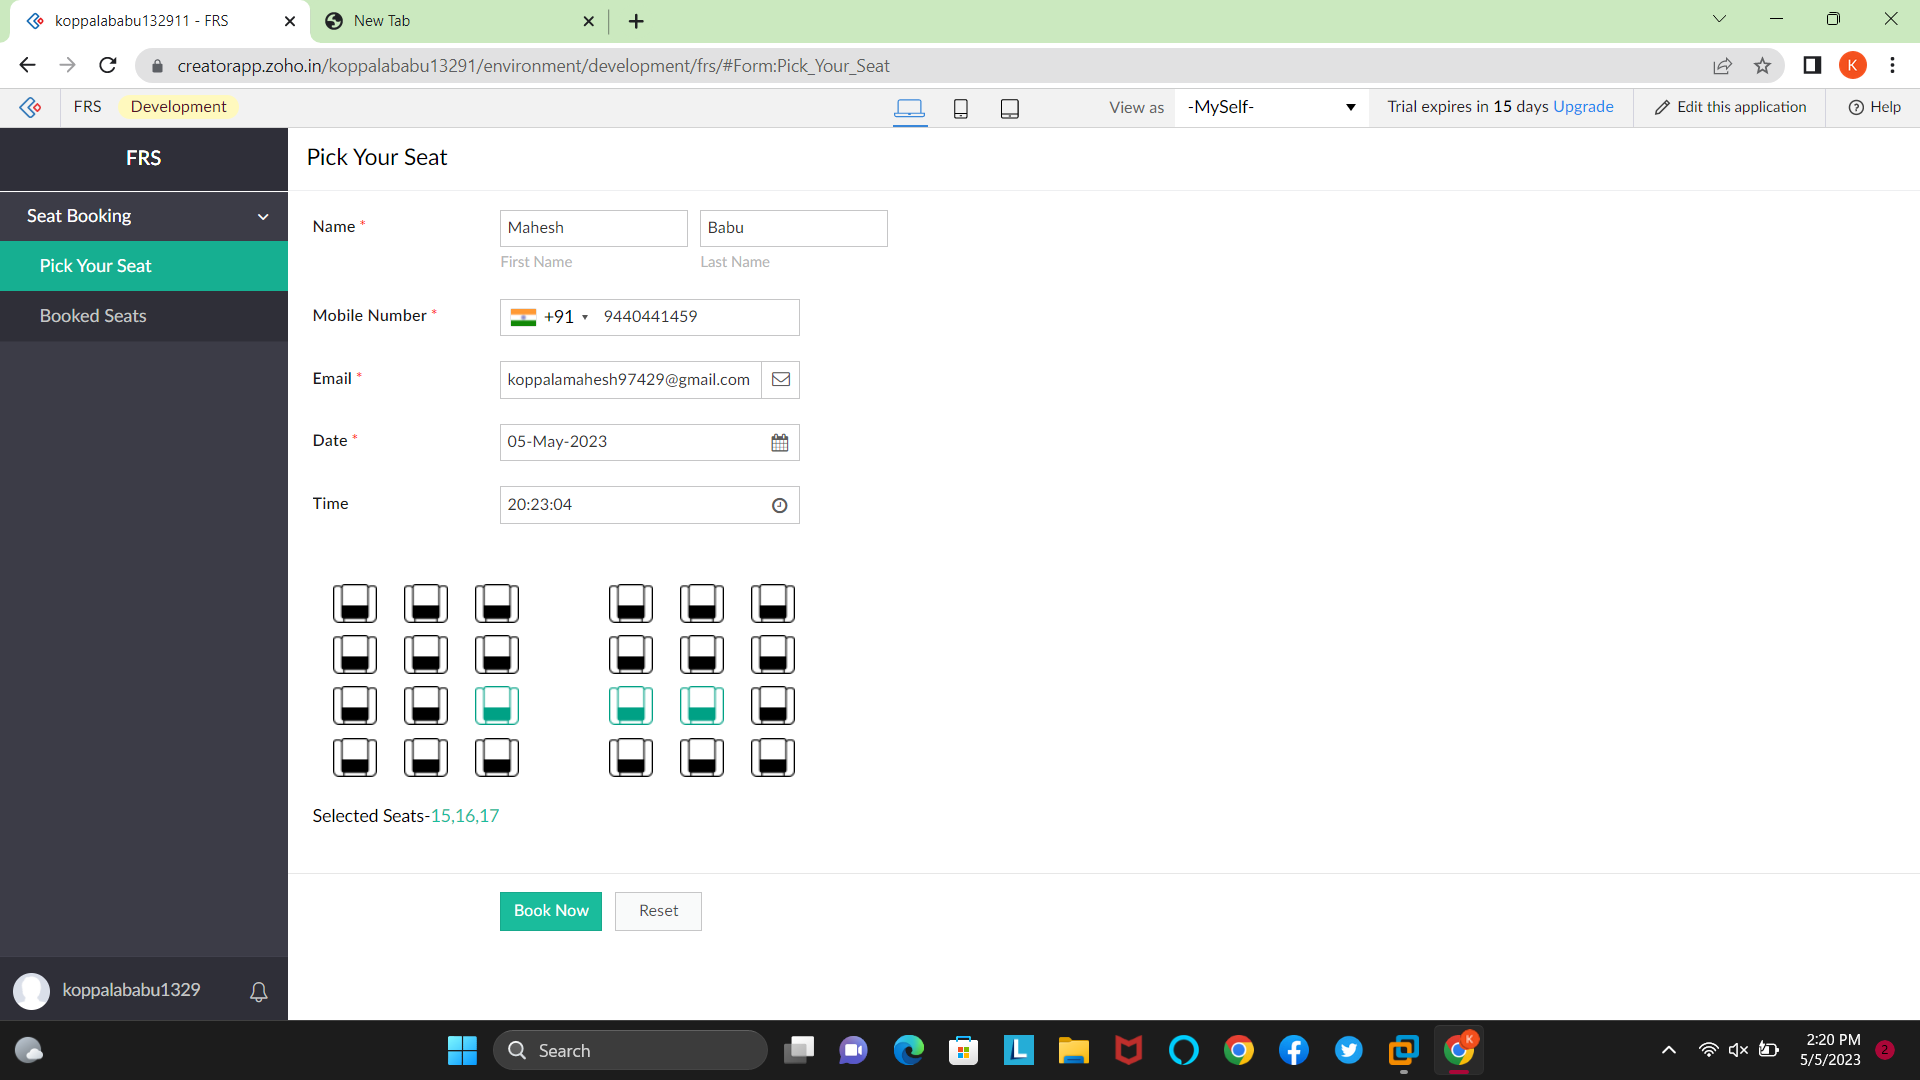 koppalababu132911 - FRS
New Tab
creatorapp.zoho.in/koppalababu13291/environment/development/frs/#Form:Pick_Your_Seat
K
FRS
Development
View as
-MySelf-
Trial expires in 15 days Upgrade
Edit this application
Help
FRS
Pick Your Seat
Seat Booking
Pick Your Seat
Booked Seats
Name *
Mahesh
Babu
First Name
Last Name
Mobile Number *
+91
9440441459
Email *
koppalamahesh97429@gmail.com
Date *
05-May-2023
Time
20:23:04
Selected Seats-15,16,17
Book Now
Reset
koppalababu1329
Search
L
K
2:20 PM
5/5/2023
2